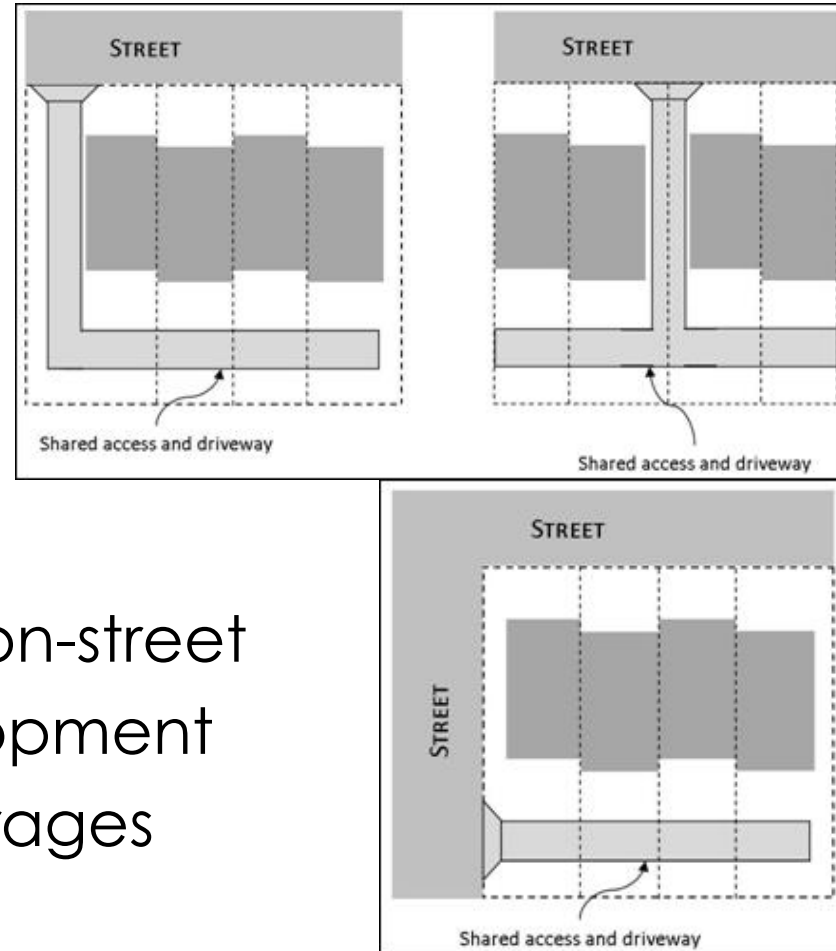 STREET
STREET
Shared access and driveway
Shared access and driveway
on-street
opment
rages
STREET
STREET
Shared access and driveway